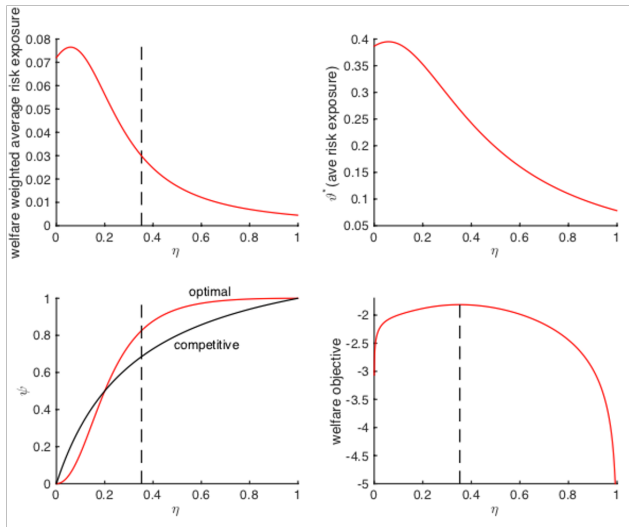 welfare weighted average risk exposure
0.08
0.07
0.06
0.05
0.04
0.03
0.02
0.01
0
0 0.2 0.4 0.6 0.8 1
η
ϑ* (ave risk exposure)
0.4
0.35
0.3
0.25
0.2
0.15
0.1
0.05
0 0.2 0.4 0.6 0.8 1
η
ψ
1
0.8
0.6
0.4
0.2
0
optimal
competitive
0 0.2 0.4 0.6 0.8 1
η
welfare objective
-2
-2.5
-3
-3.5
-4
-4.5
-5
0 0.2 0.4 0.6 0.8 1
η